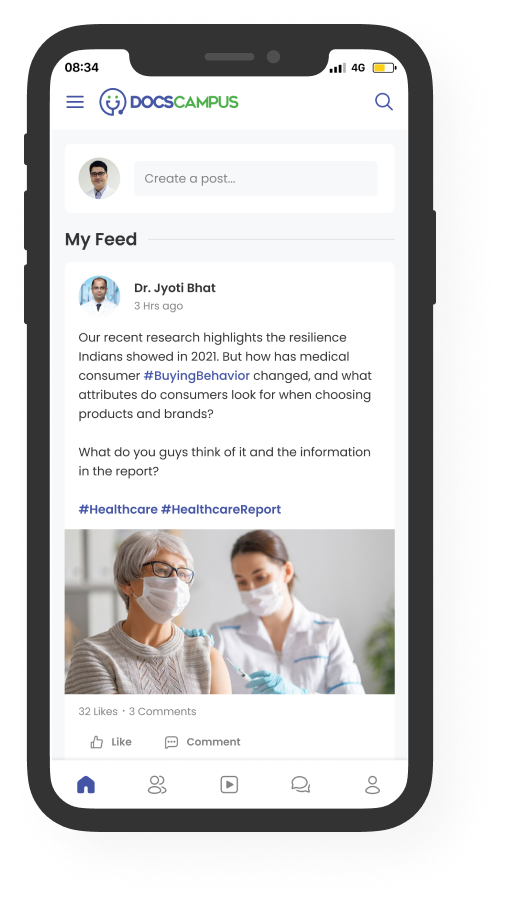 08:34
4G
DOCSCAMPUS
Create a post...
My Feed
Dr. Jyoti Bhat
3 Hrs ago
Our recent research highlights the resilience
Indians showed in 2021. But how has medical
consumer #BuyingBehavior changed, and what
attributes do consumers look for when choosing
products and brands?
What do you guys think of it and the information
in the report?
#Healthcare #HealthcareReport
32 Likes · 3 Comments
Like
Comment